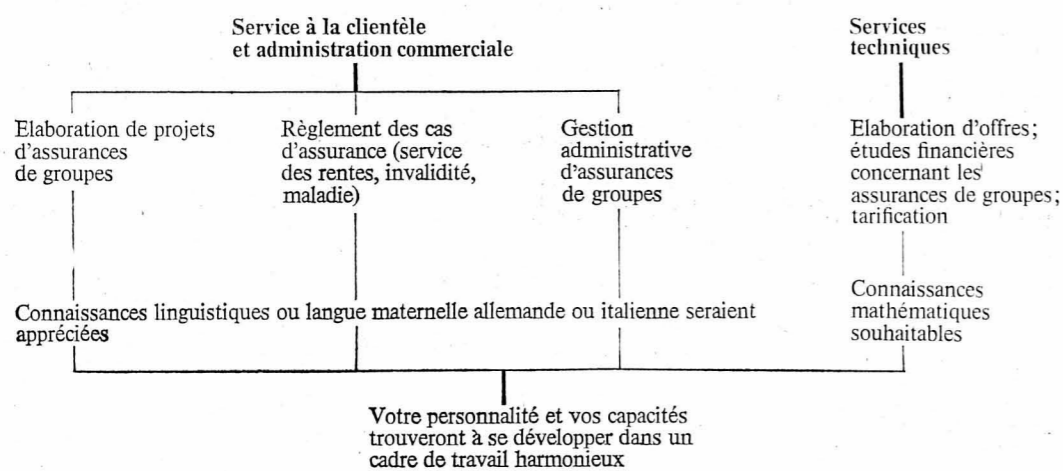 Service à la clientèle
et administration commerciale
Services
techniques
Elaboration de projets
d'assurances
de groupes
Règlement des cas
d'assurance (service
des rentes, invalidité,
maladie)
Gestion
administrative
d'assurances
de groupes
Elaboration d'offres;
études financières
concernant les
assurances de groupes;
tarification
Connaissances linguistiques ou langue maternelle allemande ou italienne seraient
appréciées
Connaissances
mathématiques
souhaitables
Votre personnalité et vos capacités
trouveront à se développer dans un
cadre de travail harmonieux